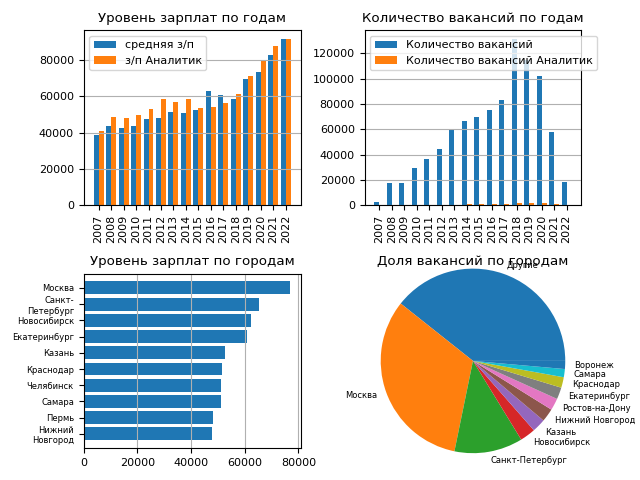 Уровень зарплат по годам
средняя з/п
з/п Аналитик
80000
60000
40000
20000
0
2007
2008
2009
2010
2011
2012
2013
2014
2015
2016
2017
2018
2019
2020
2021
2022
Количество вакансий по годам
Количество вакансий
Количество вакансий Аналитик
120000
100000
80000
60000
40000
20000
0
2007
2008
2009
2010
2011
2012
2013
2014
2015
2016
2017
2018
2019
2020
2021
2022
Уровень зарплат по городам
Москва
Санкт-
Петербург
Новосибирск
Екатеринбург
Казань
Краснодар
Челябинск
Самара
Пермь
Нижний
Новгород
0
20000
40000
60000
80000
Доля вакансий по городам
Другие
Москва
Санкт-Петербург
Новосибирск
Казань
Нижний Новгород
Ростов-на-Дону
Екатеринбург
Краснодар
Самара
Воронеж